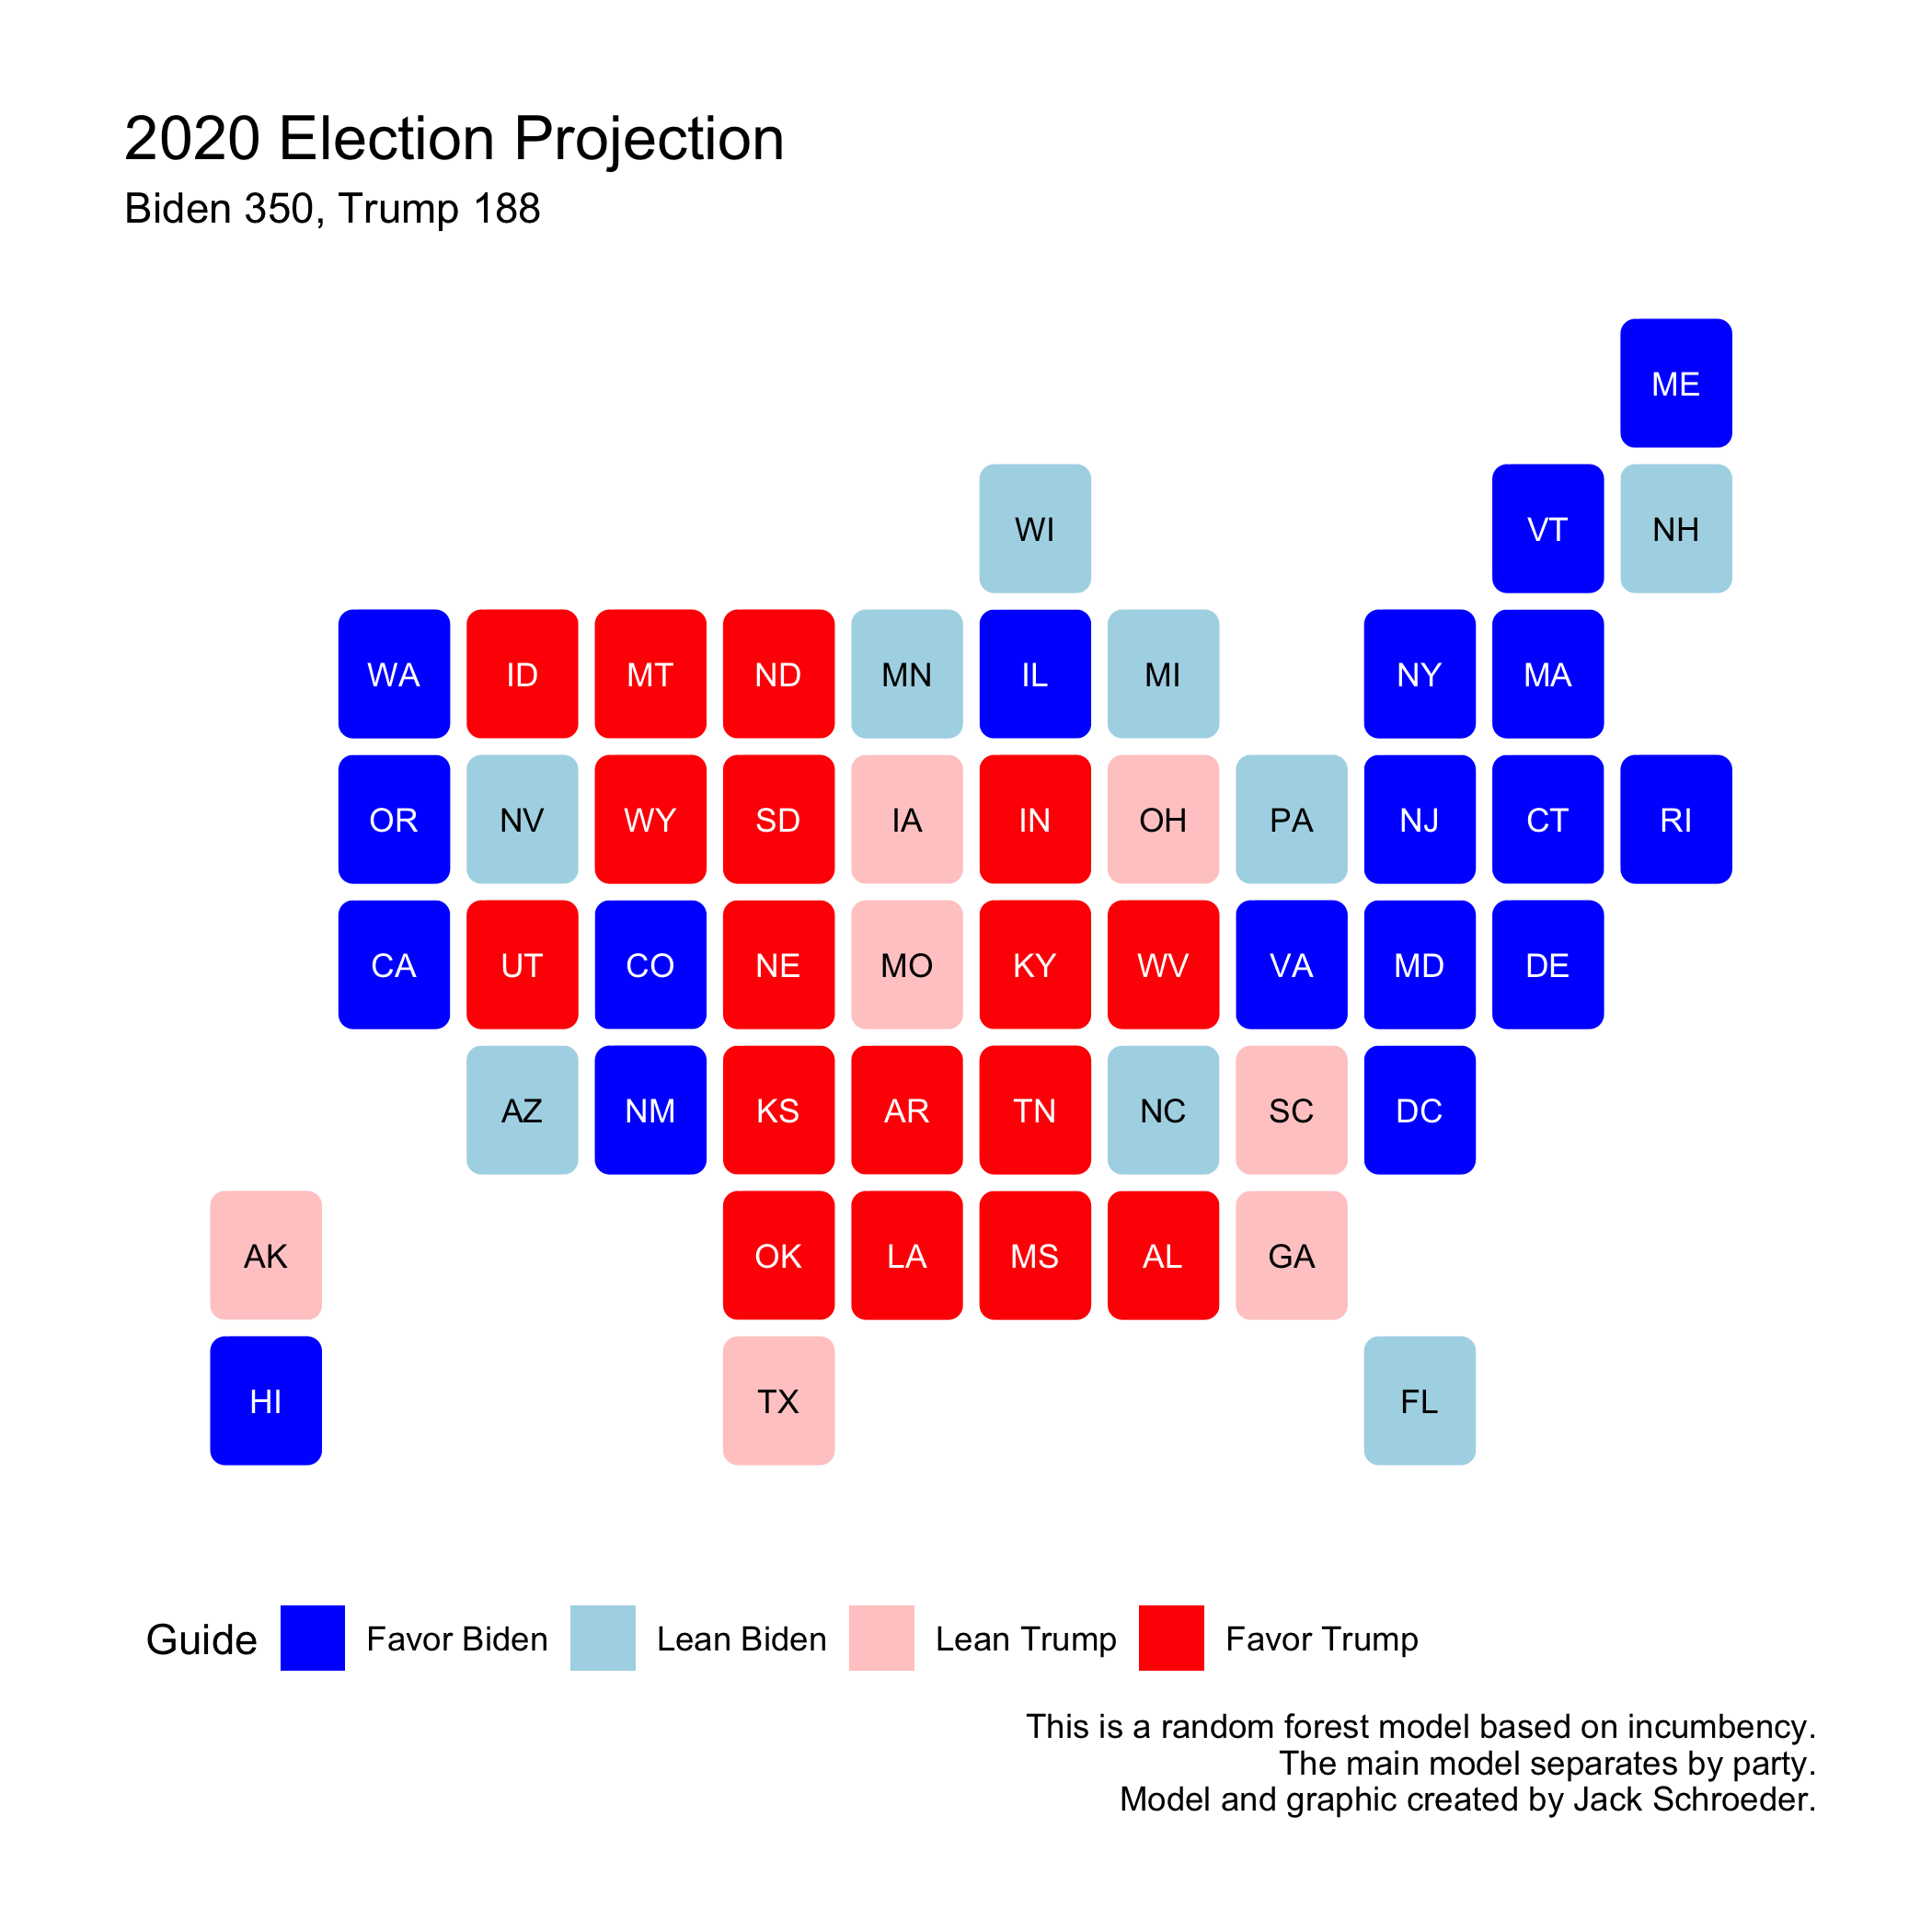 2020 Election Projection
Biden 350, Trump 188
ME
WI VT NH
WA ID MT ND MN IL MI NY MA
OR NV WY SD IA IN OH PA NJ CT RI
CA UT CO NE MO KY WV VA MD DE
AZ NM KS AR TN NC SC DC
AK OK LA MS AL GA
HI TX FL
Guide Favor Biden Lean Biden Lean Trump Favor Trump
This is a random forest model based on incumbency.
The main model separates by party.
Model and graphic created by Jack Schroeder.